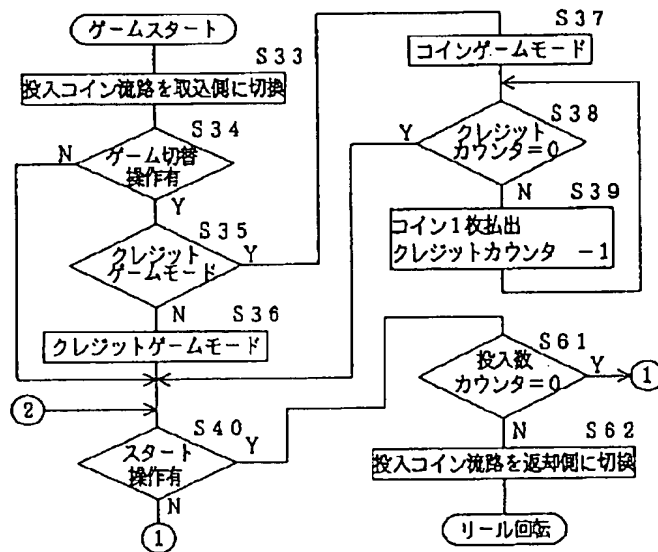 ゲームスタート
S33
投入コイン流路を取込側に切換
S34
N
ゲーム切替
操作有
Y
S35
クレジット
ゲームモード
Y
N
S36
クレジットゲームモード
②
S40
スタート
操作有
Y
N
①
S37
コインゲームモード
S38
Y
クレジット
カウンタ=0
N
S39
コイン1枚払出
クレジットカウンタ -1
S61
投入数
カウンタ=0
Y
①
N
S62
投入コイン流路を返却側に切換
リール回転